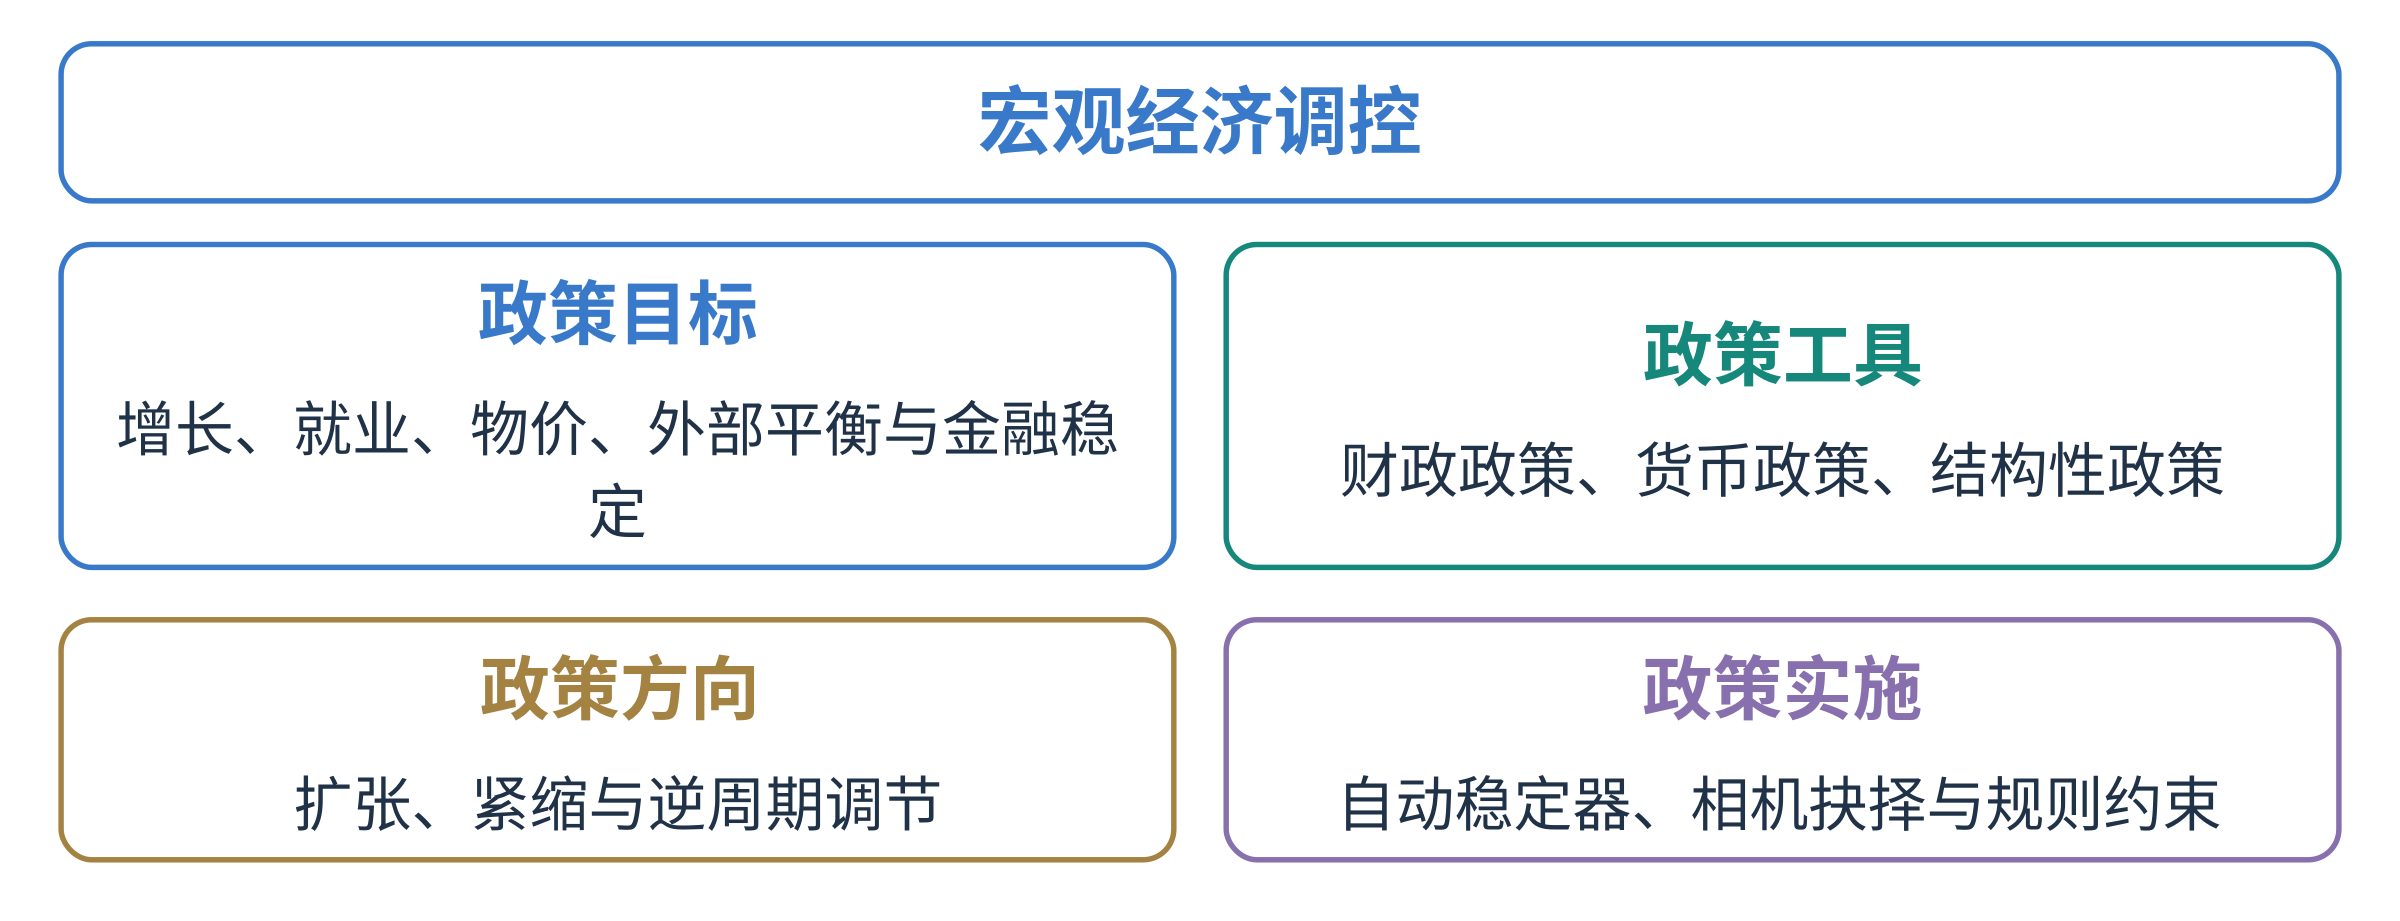 宏观经济调控
政策目标
增长、就业、物价、外部平衡与金融稳
定
政策工具
财政政策、货币政策、结构性政策
政策方向
扩张、紧缩与逆周期调节
政策实施
自动稳定器、相机抉择与规则约束